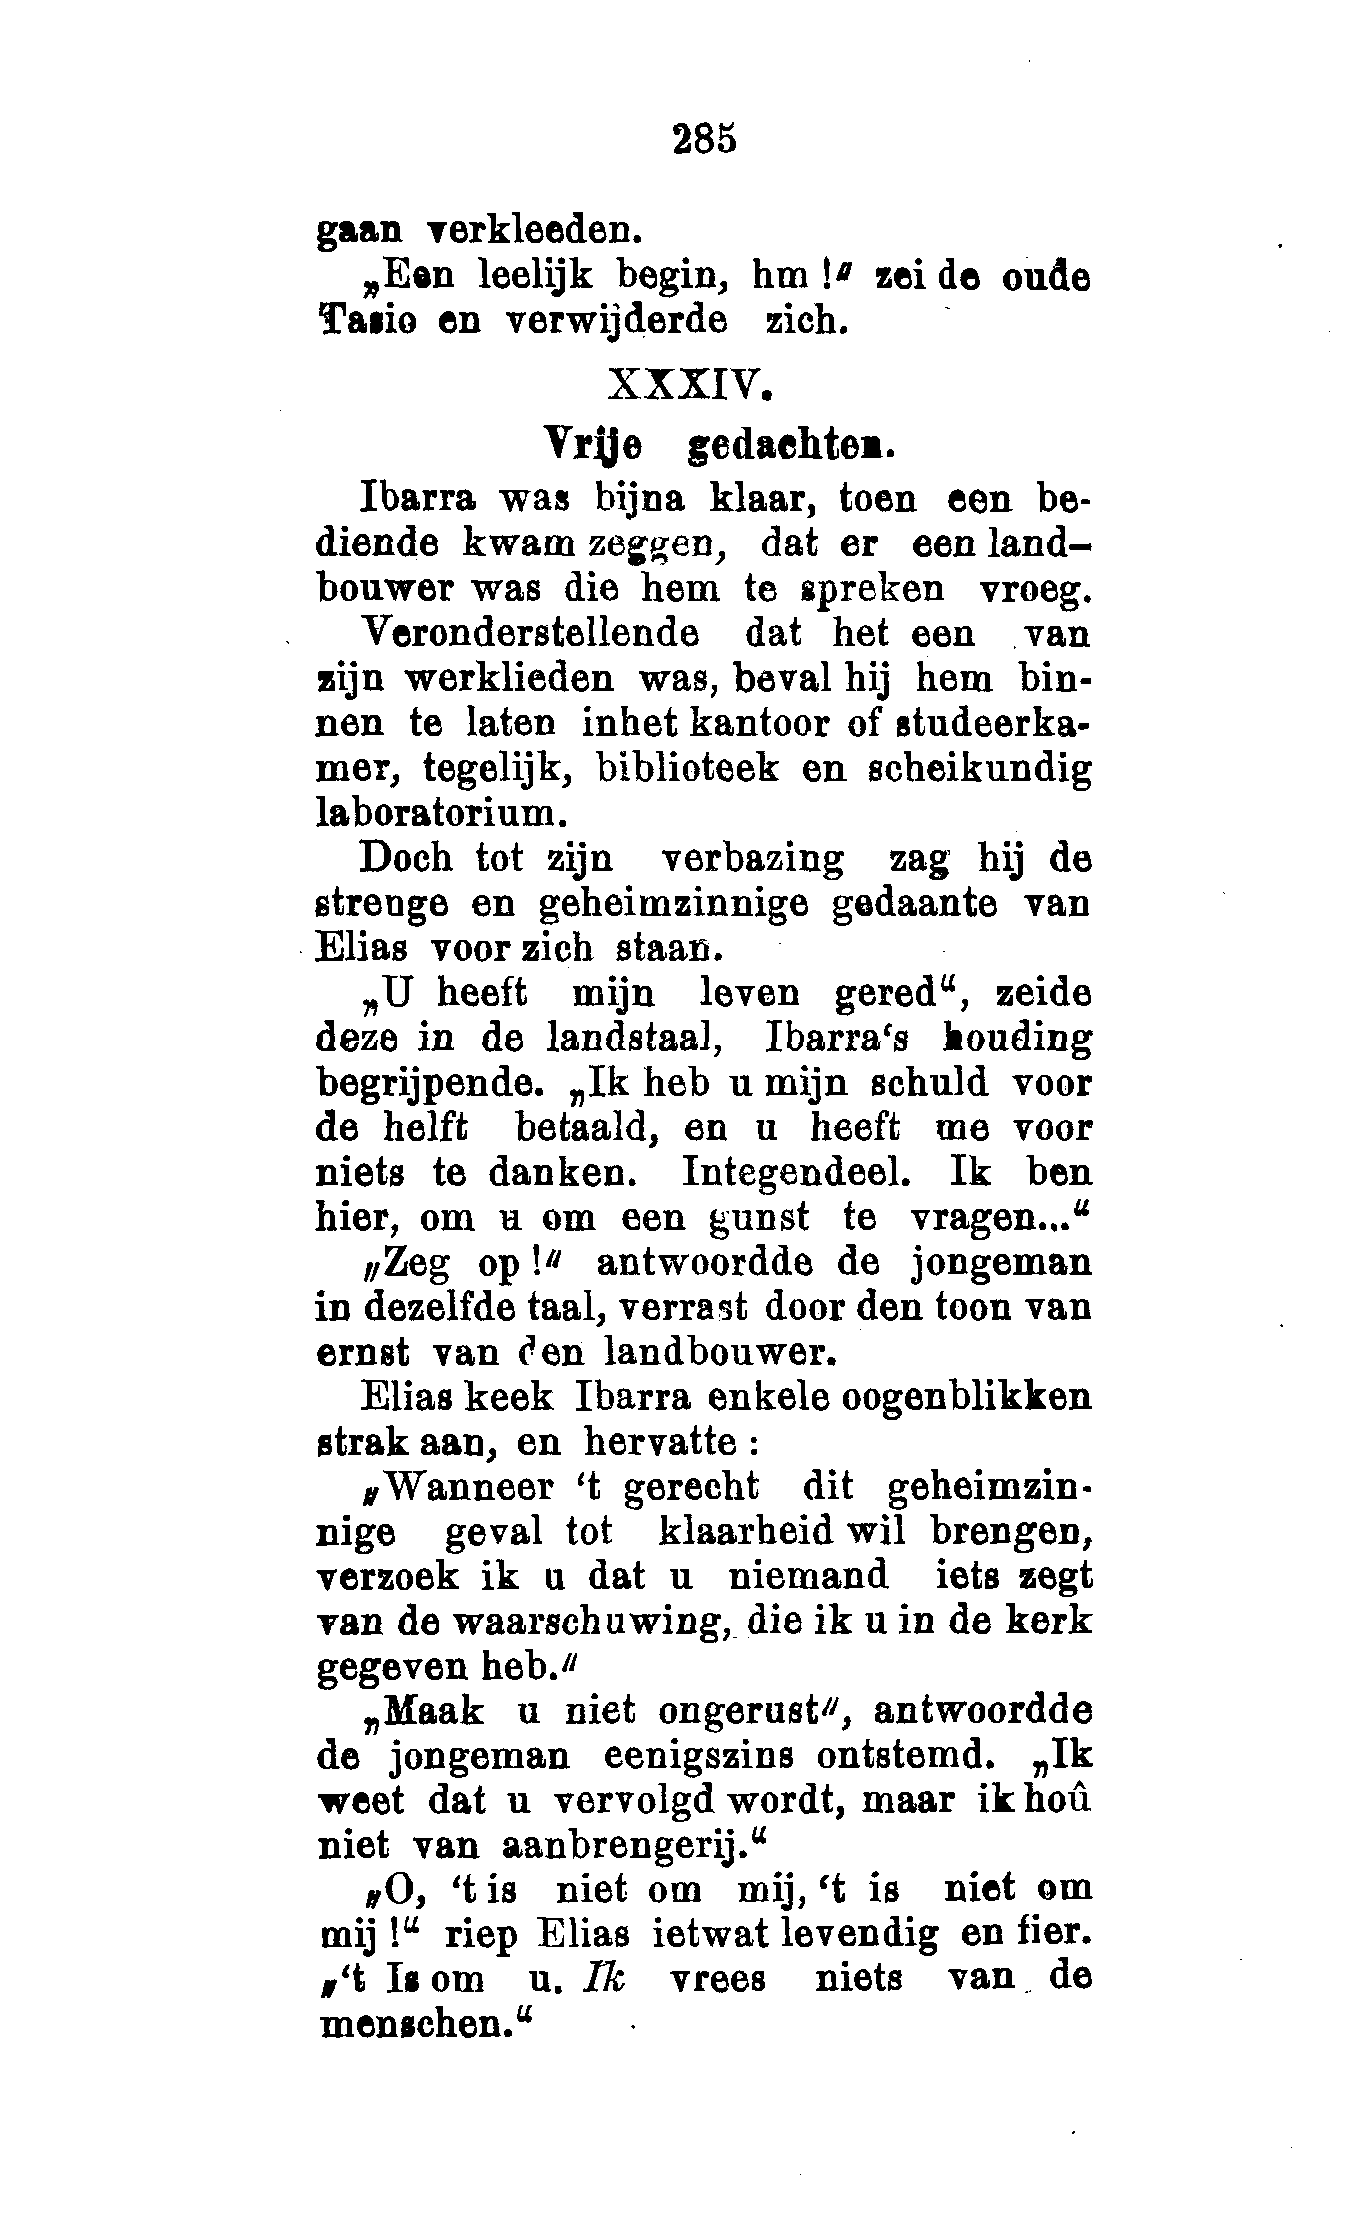 285
gaan verkleeden.
„Een leelijk begin, hm !" zei de oude
Tasio en verwijderde zich.
XXXIV.
Vrije gedachten.
Ibarra was bijna klaar, toen een be-
diende kwam zeggen, dat er een land-
bouwer was die hem te spreken vroeg.
Veronderstellende dat het een van
zijn werklieden was, beval hij hem bin-
nen te laten inhet kantoor of studeerka-
mer, tegelijk, biblioteek en scheikundig
laboratorium.
Doch tot zijn verbazing zag hij de
strenge en geheimzinnige gedaante van
Elias voor zich staan.
„U heeft mijn leven gered“, zeide
deze in de landstaal, Ibarra‘s houding
begrijpende. „Ik heb u mijn schuld voor
de helft betaald, en u heeft me voor
niets te danken. Integendeel. Ik ben
hier, om u om een gunst te vragen...“
„Zeg op !" antwoordde de jongeman
in dezelfde taal, verrast door den toon van
ernst van den landbouwer.
Elias keek Ibarra enkele oogenblikken
strak aan, en hervatte :
„Wanneer ‘t gerecht dit geheimzin-
nige geval tot klaarheid wil brengen,
verzoek ik u dat u niemand iets zegt
van de waarschuwing, die ik u in de kerk
gegeven heb."
„Maak u niet ongerust", antwoordde
de jongeman eenigszins ontstemd. „Ik
weet dat u vervolgd wordt, maar ik hoû
niet van aanbrengerij.“
„O, ‘t is niet om mij, ‘t is niet om
mij !“ riep Elias ietwat levendig en fier.
„‘t Is om u. Ik vrees niets van de
menschen.“